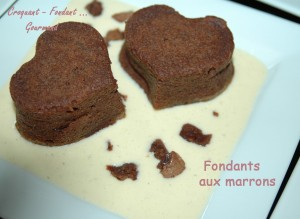 Croquant - Fondant ...
Gourmand
Fondants
aux marrons